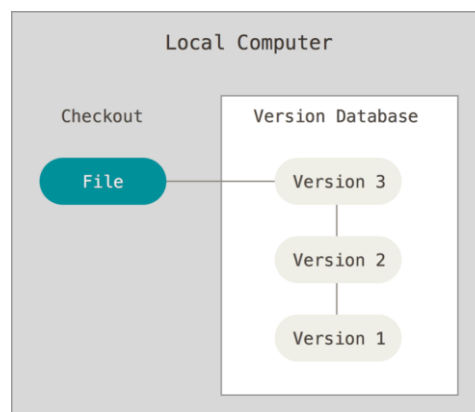 Local Computer
Checkout
Version Database
File
Version 3
Version 2
Version 1